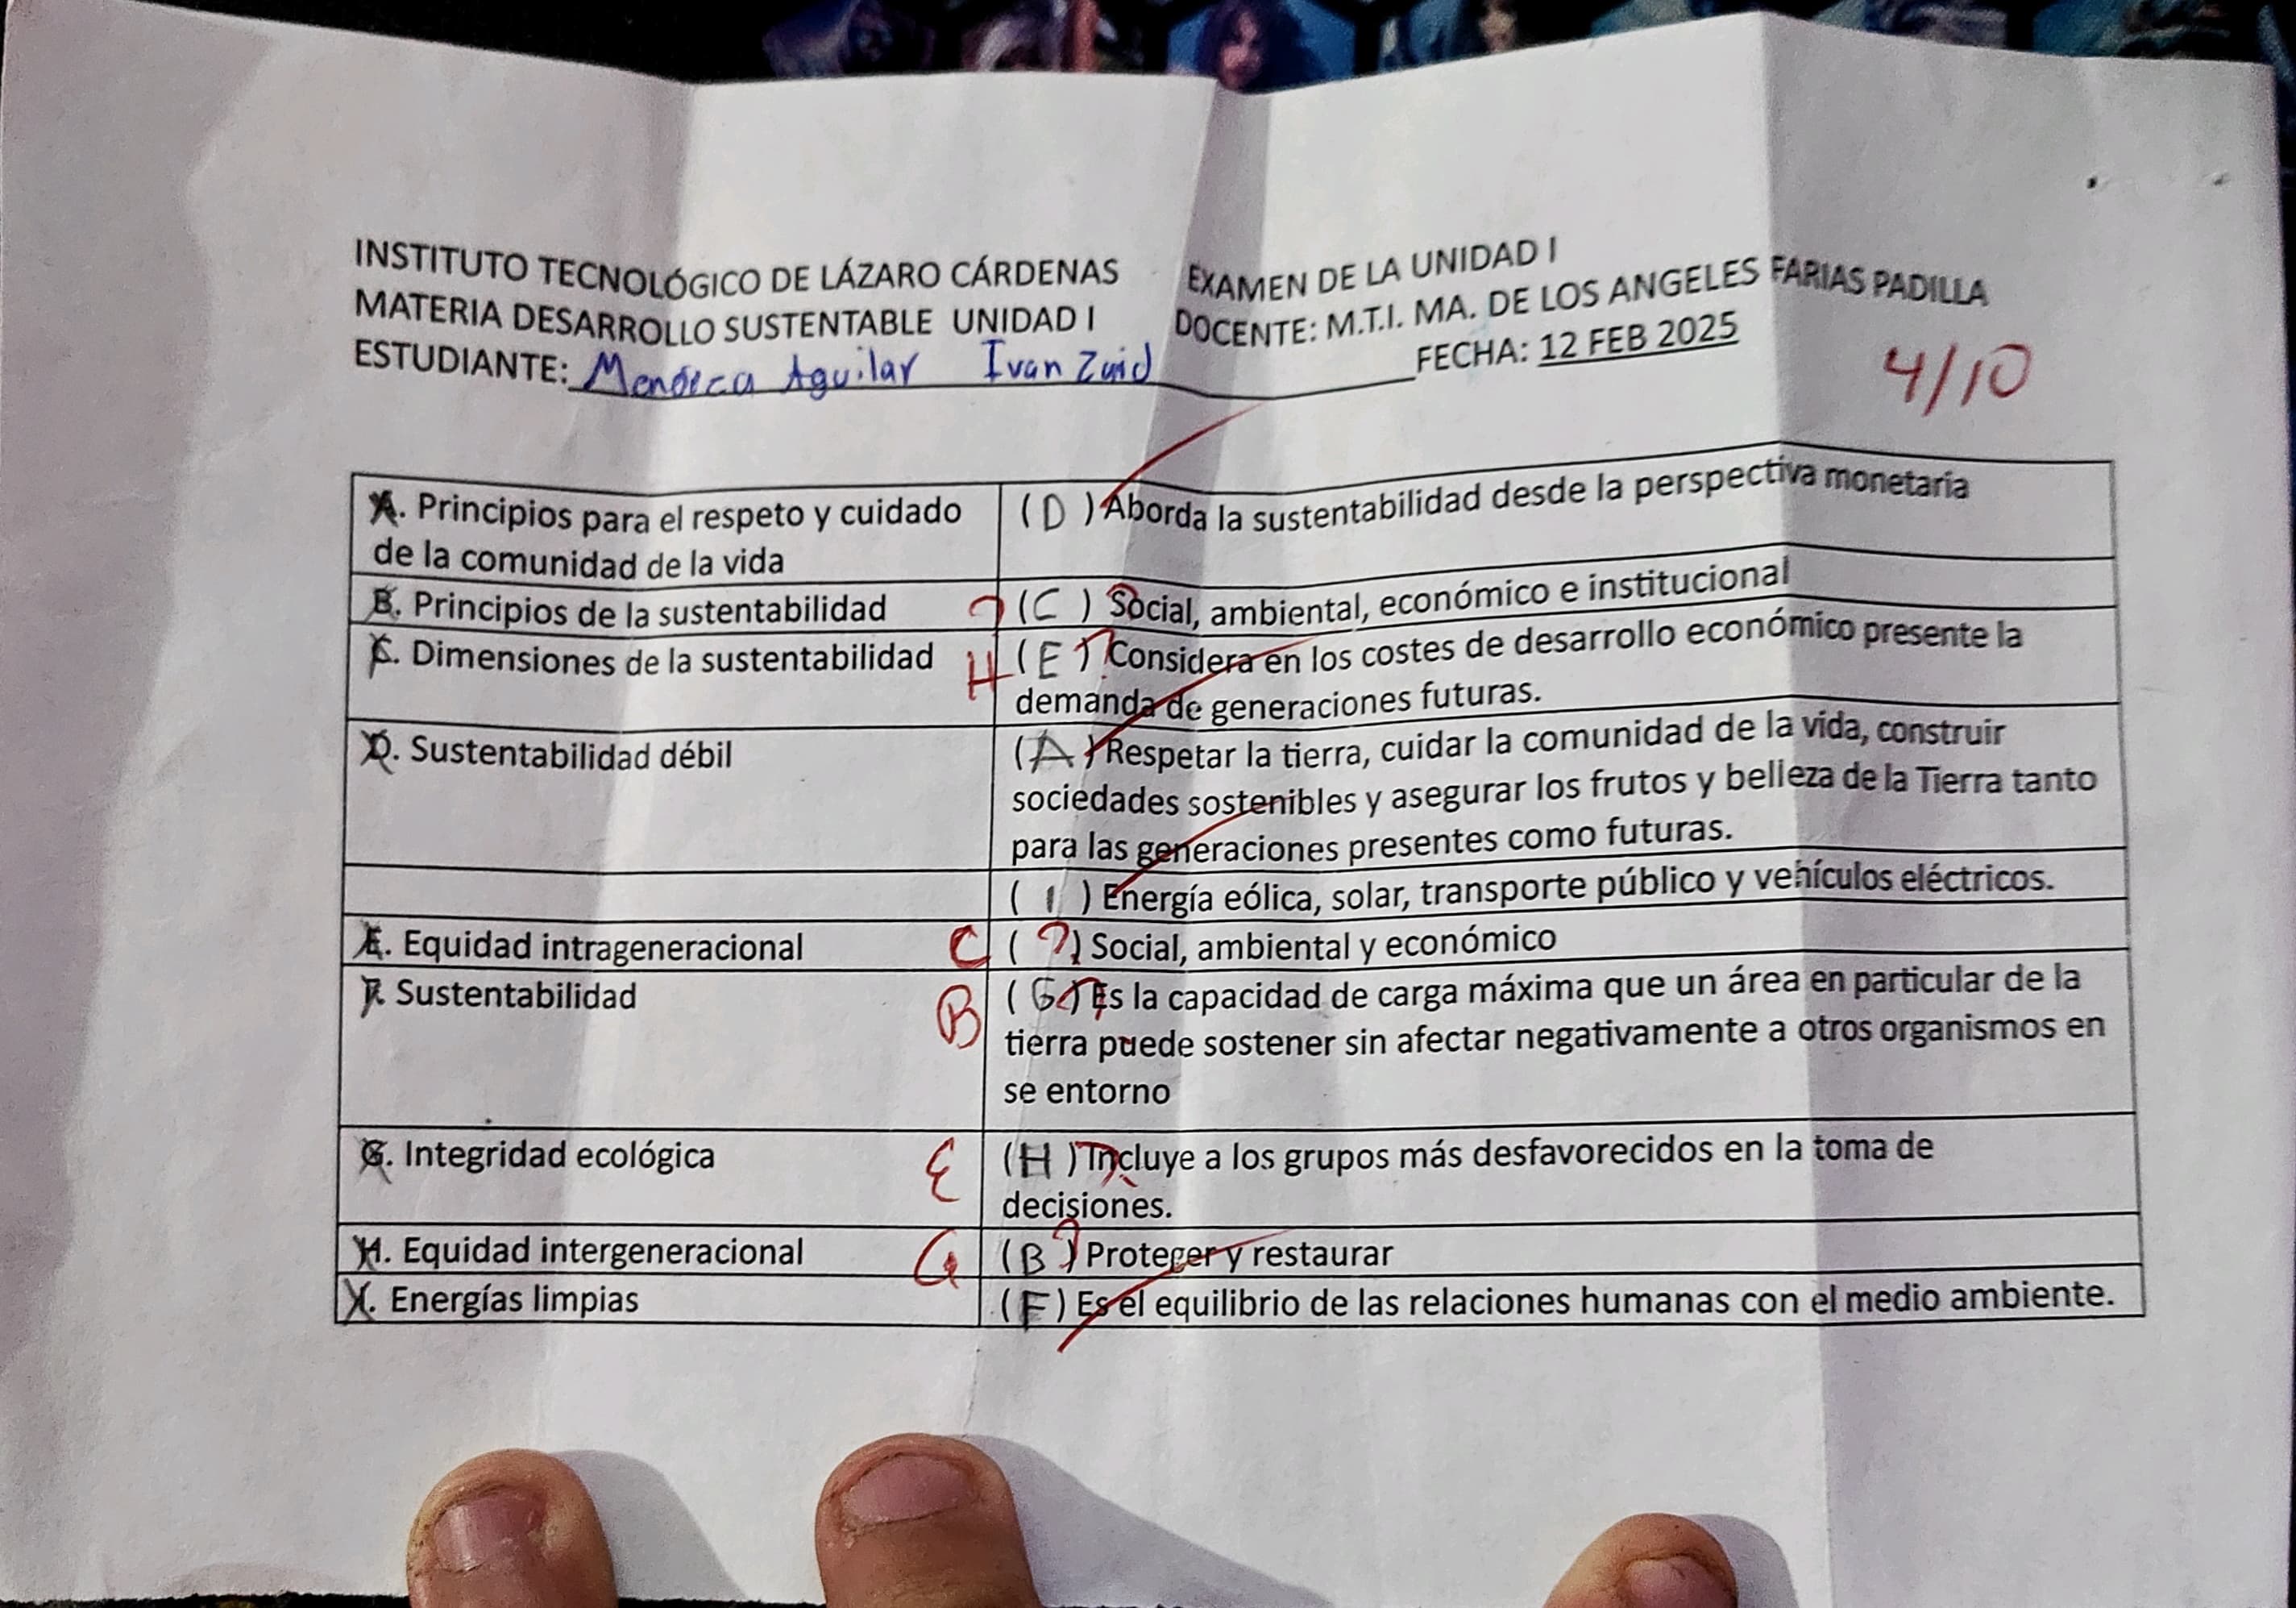 INSTITUTO TECNOLÓGICO DE LÁZARO CÁRDENAS EXAMEN DE LA UNIDAD I
MATERIA DESARROLLO SUSTENTABLE UNIDAD I DOCENTE: M.T.I. MA. DE LOS ANGELES FARIAS PADILLA
ESTUDIANTE: Mendoza Aguilar Ivan Zuid FECHA: 12 FEB 2025
4/10
A. Principios para el respeto y cuidado
de la comunidad de la vida
(D) Aborda la sustentabilidad desde la perspectiva monetaria
B. Principios de la sustentabilidad
(C) Social, ambiental, económico e institucional
C. Dimensiones de la sustentabilidad
H (E) Considera en los costes de desarrollo económico presente la
demanda de generaciones futuras.
D. Sustentabilidad débil
(A) Respetar la tierra, cuidar la comunidad de la vida, construir
sociedades sostenibles y asegurar los frutos y belleza de la Tierra tanto
para las generaciones presentes como futuras.
(I) Energía eólica, solar, transporte público y vehículos eléctricos.
E. Equidad intrageneracional
C (?) Social, ambiental y económico
F. Sustentabilidad
B (G) Es la capacidad de carga máxima que un área en particular de la
tierra puede sostener sin afectar negativamente a otros organismos en
se entorno
G. Integridad ecológica
E (H) Incluye a los grupos más desfavorecidos en la toma de
decisiones.
H. Equidad intergeneracional
G (B) Proteger y restaurar
I. Energías limpias
(F) Es el equilibrio de las relaciones humanas con el medio ambiente.